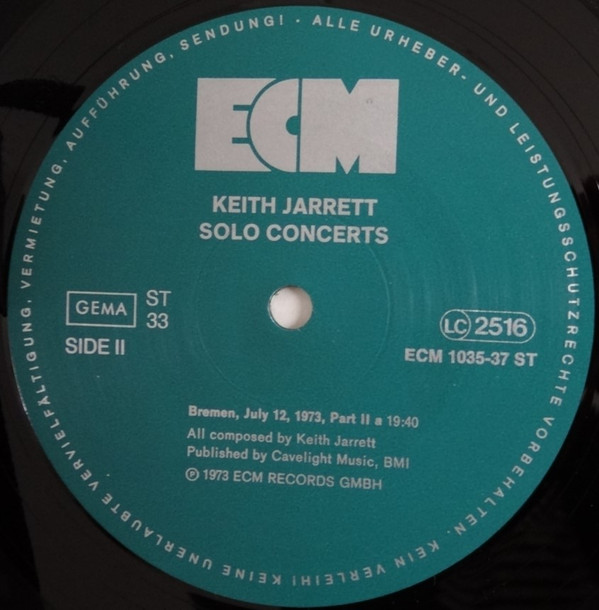 ECM
KEITH JARRETT
SOLO CONCERTS
GEMA
ST
33
SIDE II
LC 2516
ECM 1035-37 ST
Bremen, July 12, 1973, Part II a 19:40
All composed by Keith Jarrett
Published by Cavelight Music, BMI
Ⓟ 1973 ECM RECORDS GMBH
ALLE URHEBER- UND LEISTUNGSSCHUTZRECHTE VORBEHALTEN. KEIN VERLEIH! KEINE UNERLAUBTE VERVIELFÄLTIGUNG, VERMIETUNG, AUFFÜHRUNG, SENDUNG! ·